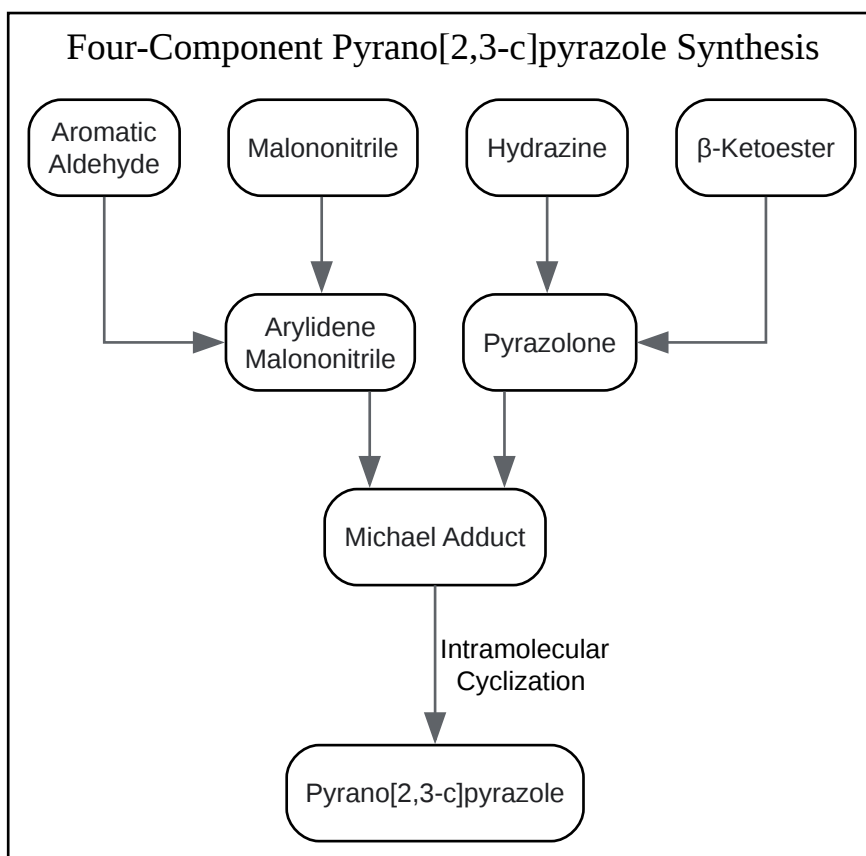 Four-Component Pyrano[2,3-c]pyrazole Synthesis
Aromatic
Aldehyde
Malononitrile
Hydrazine
β-Ketoester
Arylidene
Malononitrile
Pyrazolone
Michael Adduct
Intramolecular
Cyclization
Pyrano[2,3-c]pyrazole